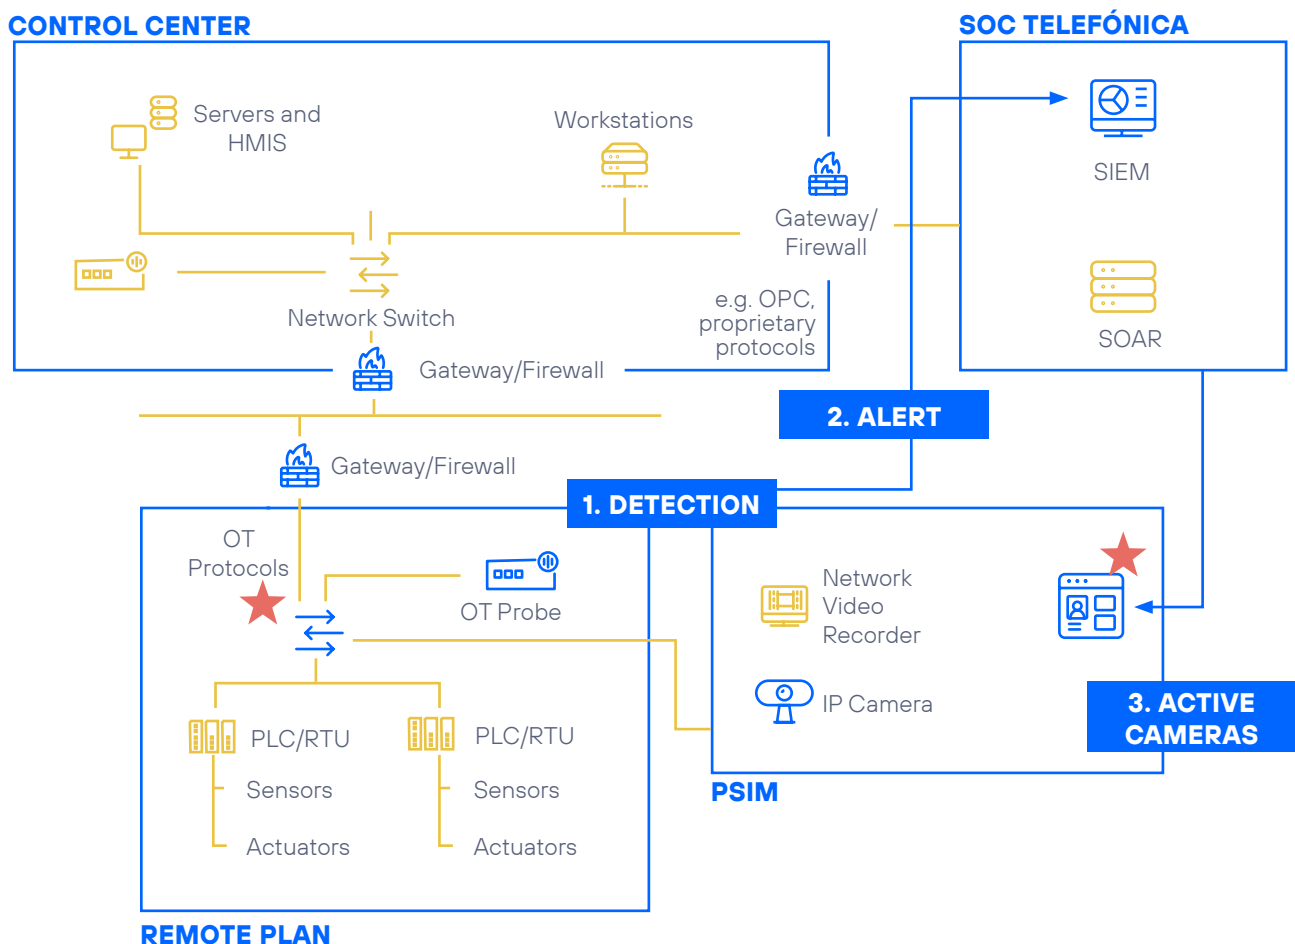 CONTROL CENTER
SOC TELEFÓNICA
Servers and
HMIS
Workstations
SIEM
Gateway/
Firewall
e.g. OPC,
proprietary
protocols
Network Switch
SOAR
Gateway/Firewall
2. ALERT
Gateway/Firewall
1. DETECTION
OT
Protocols
OT Probe
Network
Video
Recorder
IP Camera
3. ACTIVE
CAMERAS
PLC/RTU
Sensors
Actuators
PLC/RTU
Sensors
Actuators
PSIM
REMOTE PLAN